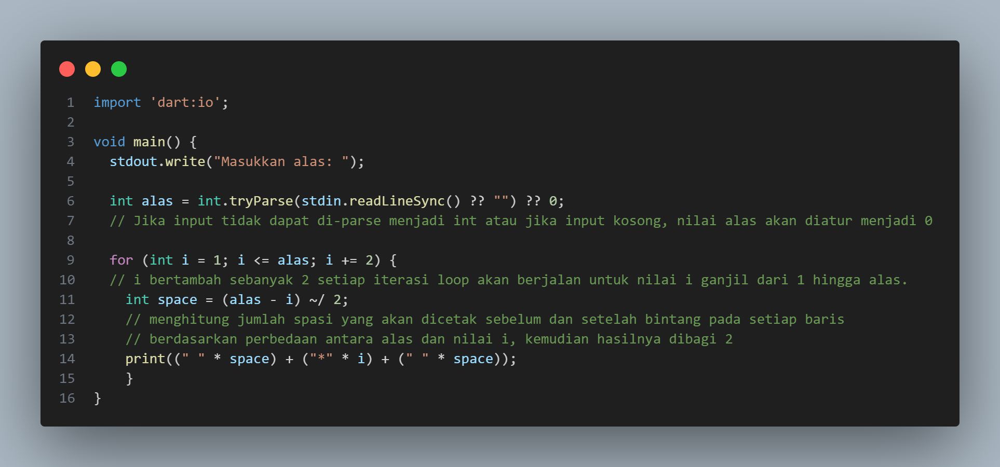 1 import 'dart:io';
2
3 void main() {
4   stdout.write("Masukkan alas: ");
5
6   int alas = int.tryParse(stdin.readLineSync() ?? "") ?? 0;
7   // Jika input tidak dapat di-parse menjadi int atau jika input kosong, nilai alas akan diatur menjadi 0
8
9   for (int i = 1; i <= alas; i += 2) {
10   // i bertambah sebanyak 2 setiap iterasi loop akan berjalan untuk nilai i ganjil dari 1 hingga alas.
11     int space = (alas - i) ~/ 2;
12     // menghitung jumlah spasi yang akan dicetak sebelum dan setelah bintang pada setiap baris
13     // berdasarkan perbedaan antara alas dan nilai i, kemudian hasilnya dibagi 2
14     print((" " * space) + ("*" * i) + (" " * space));
15     }
16 }